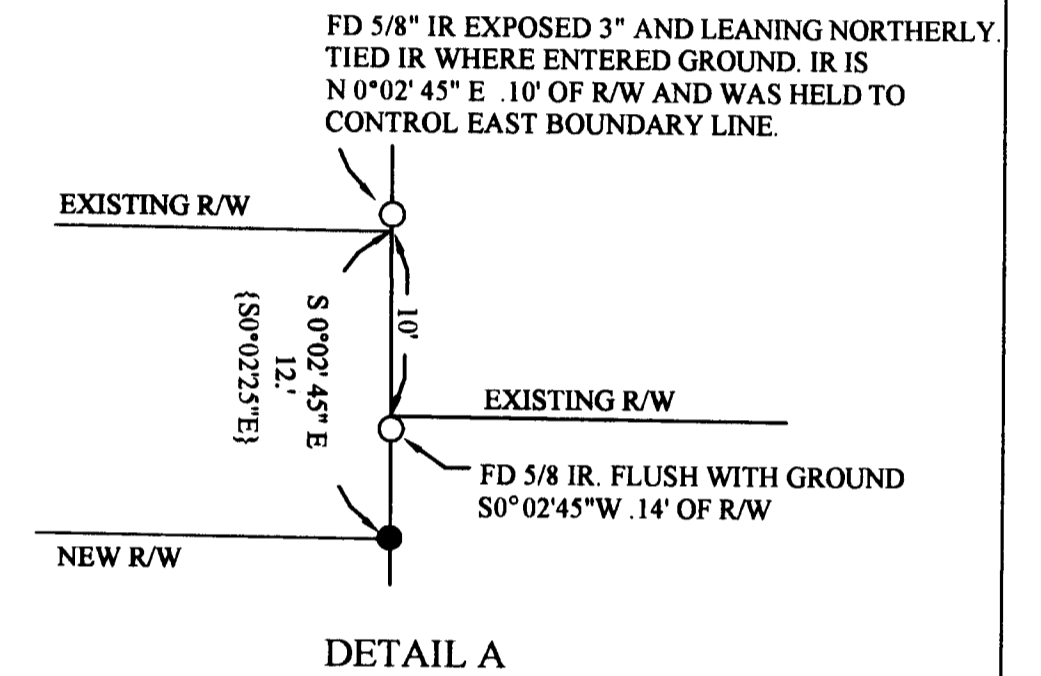 FD 5/8" IR EXPOSED 3" AND LEANING NORTHERLY.
TIED IR WHERE ENTERED GROUND. IR IS
N 0°02' 45" E .10' OF R/W AND WAS HELD TO
CONTROL EAST BOUNDARY LINE.
EXISTING R/W
S 0°02' 45" E
12.'
{S0°02'25"E}
10'
EXISTING R/W
FD 5/8 IR. FLUSH WITH GROUND
S0°02'45"W .14' OF R/W
NEW R/W
DETAIL A